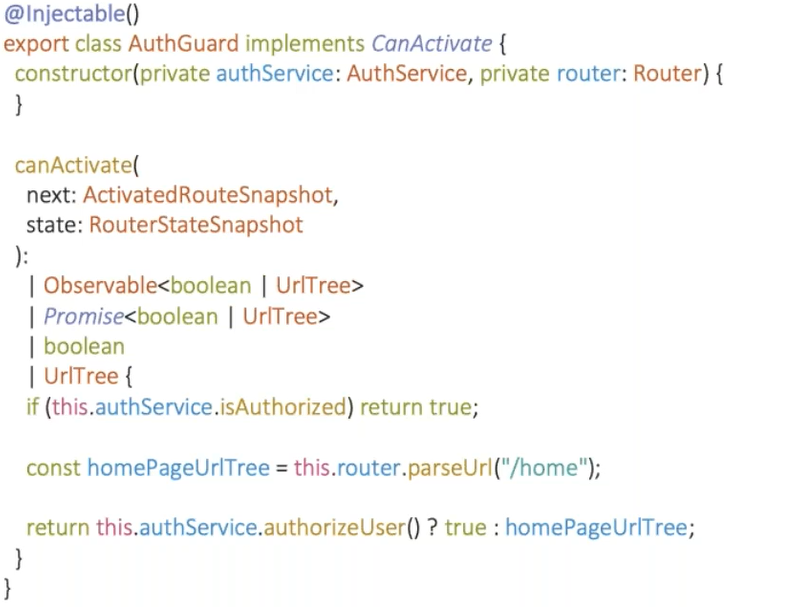 @Injectable()
export class AuthGuard implements CanActivate {
constructor(private authService: AuthService, private router: Router) {
}
canActivate(
next: ActivatedRouteSnapshot,
state: RouterStateSnapshot
):
| Observable<boolean | UrlTree>
| Promise<boolean | UrlTree>
| boolean
| UrlTree {
if (this.authService.isAuthorized) return true;
const homePageUrlTree = this.router.parseUrl("/home");
return this.authService.authorizeUser() ? true : homePageUrlTree;
}
}